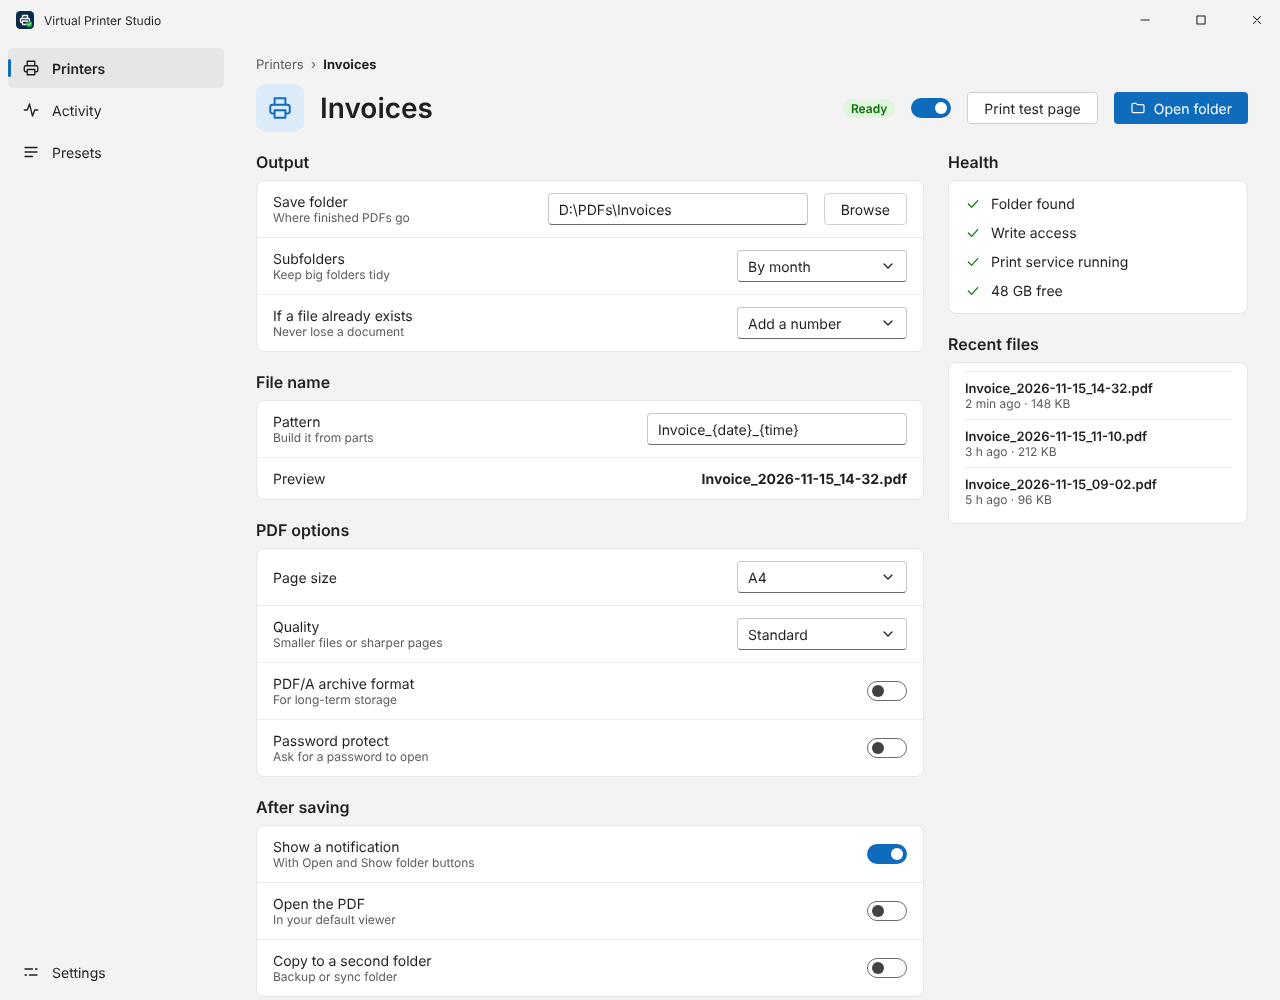 Virtual Printer Studio
Printers
Activity
Presets
Settings
Printers › Invoices
Invoices
Ready
Print test page
Open folder
Output
Save folder
Where finished PDFs go
D:\PDFs\Invoices
Browse
Subfolders
Keep big folders tidy
By month
If a file already exists
Never lose a document
Add a number
File name
Pattern
Build it from parts
Invoice_{date}_{time}
Preview
Invoice_2026-11-15_14-32.pdf
PDF options
Page size
A4
Quality
Smaller files or sharper pages
Standard
PDF/A archive format
For long-term storage
Password protect
Ask for a password to open
After saving
Show a notification
With Open and Show folder buttons
Open the PDF
In your default viewer
Copy to a second folder
Backup or sync folder
Health
Folder found
Write access
Print service running
48 GB free
Recent files
Invoice_2026-11-15_14-32.pdf
2 min ago · 148 KB
Invoice_2026-11-15_11-10.pdf
3 h ago · 212 KB
Invoice_2026-11-15_09-02.pdf
5 h ago · 96 KB